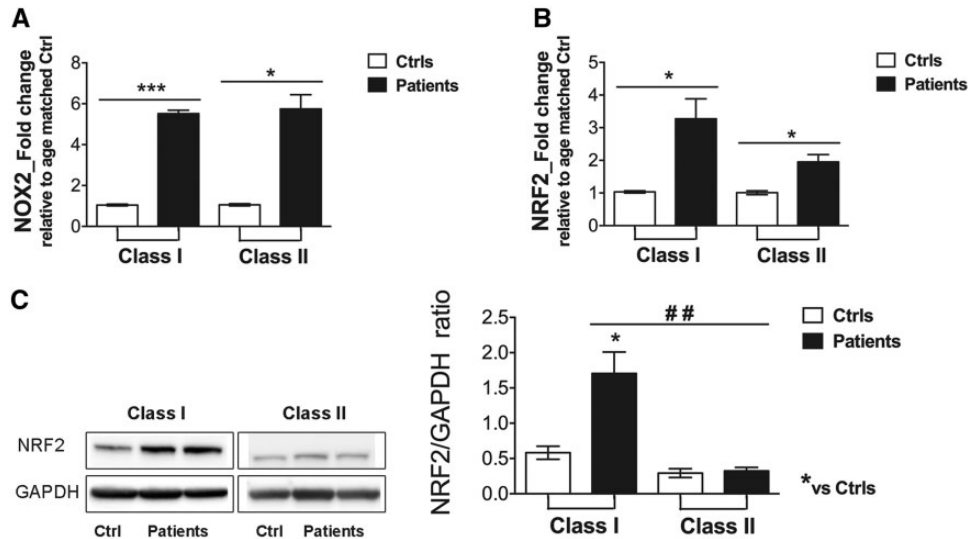 A
NOX2_Fold change
relative to age matched Ctrl
8
6
4
2
0
***
*
Class I
Class II
Ctrls
Patients
B
NRF2_Fold change
relative to age matched Ctrl
5
4
3
2
1
0
*
*
Class I
Class II
Ctrls
Patients
C
Class I
Class II
NRF2
GAPDH
Ctrl
Patients
Ctrl
Patients
NRF2/GAPDH ratio
2.5
2.0
1.5
1.0
0.5
0.0
##
*
Class I
Class II
Ctrls
Patients
*vs Ctrls